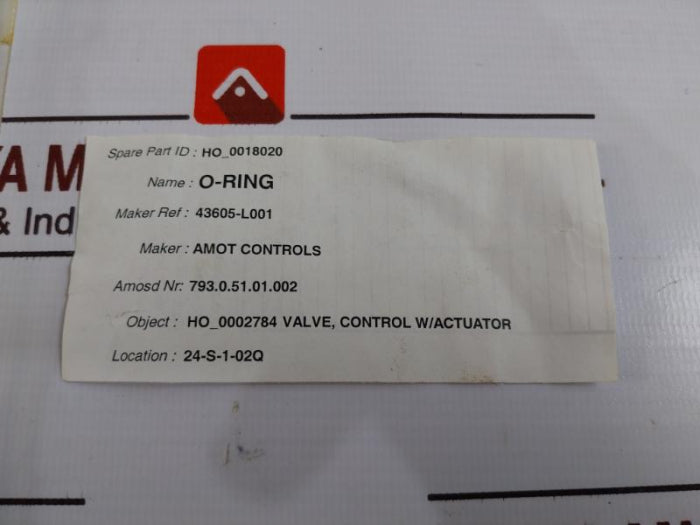 Spare Part ID : HO_0018020
Name : O-RING
Maker Ref : 43605-L001
Maker : AMOT CONTROLS
Amosd Nr: 793.0.51.01.002
Object : HO_0002784 VALVE, CONTROL W/ACTUATOR
Location : 24-S-1-02Q
YA M
& Ind